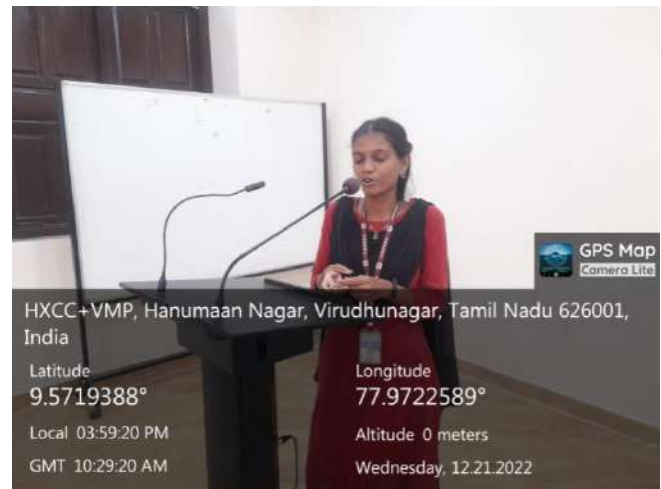 GPS Map
Camera Lite
HXCC+VMP, Hanumaan Nagar, Virudhunagar, Tamil Nadu 626001,
India
Latitude
9.5719388°
Longitude
77.9722589°
Local 03:59:20 PM
Altitude 0 meters
GMT 10:29:20 AM
Wednesday, 12.21.2022